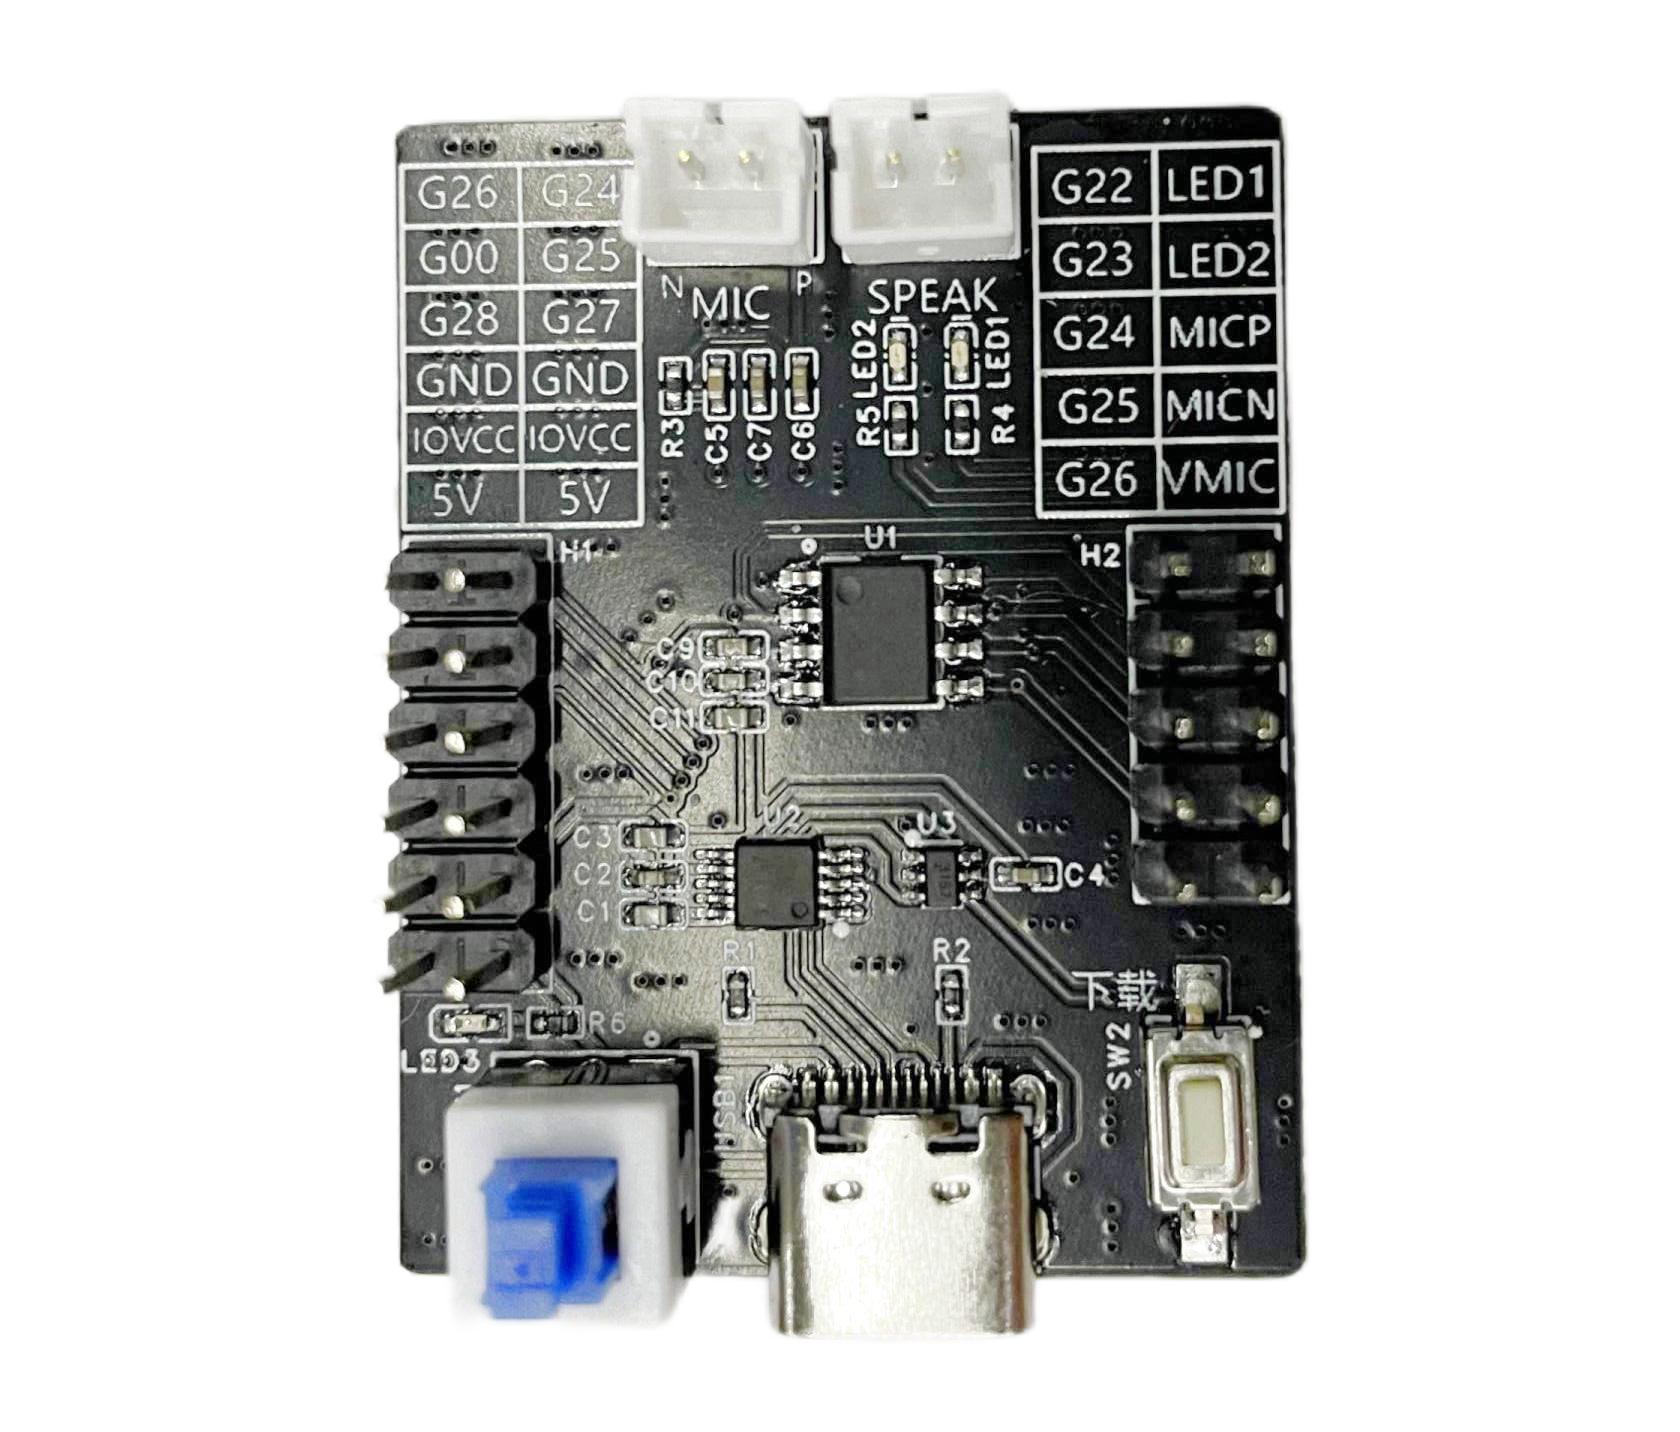 G26 G24
G00 G25
G28 G27
GND GND
IOVCC IOVCC
5V 5V
N MIC P
SPEAK
G22 LED1
G23 LED2
G24 MICP
G25 MICN
G26 VMIC
R3
C5
C7
C6
R5
LED2
LED1
R4
H1
U1
H2
C9
C10
C11
C3
C2
C1
U2
U3
C4
R1
R2
下载
SW2
R6
LED3
USB1